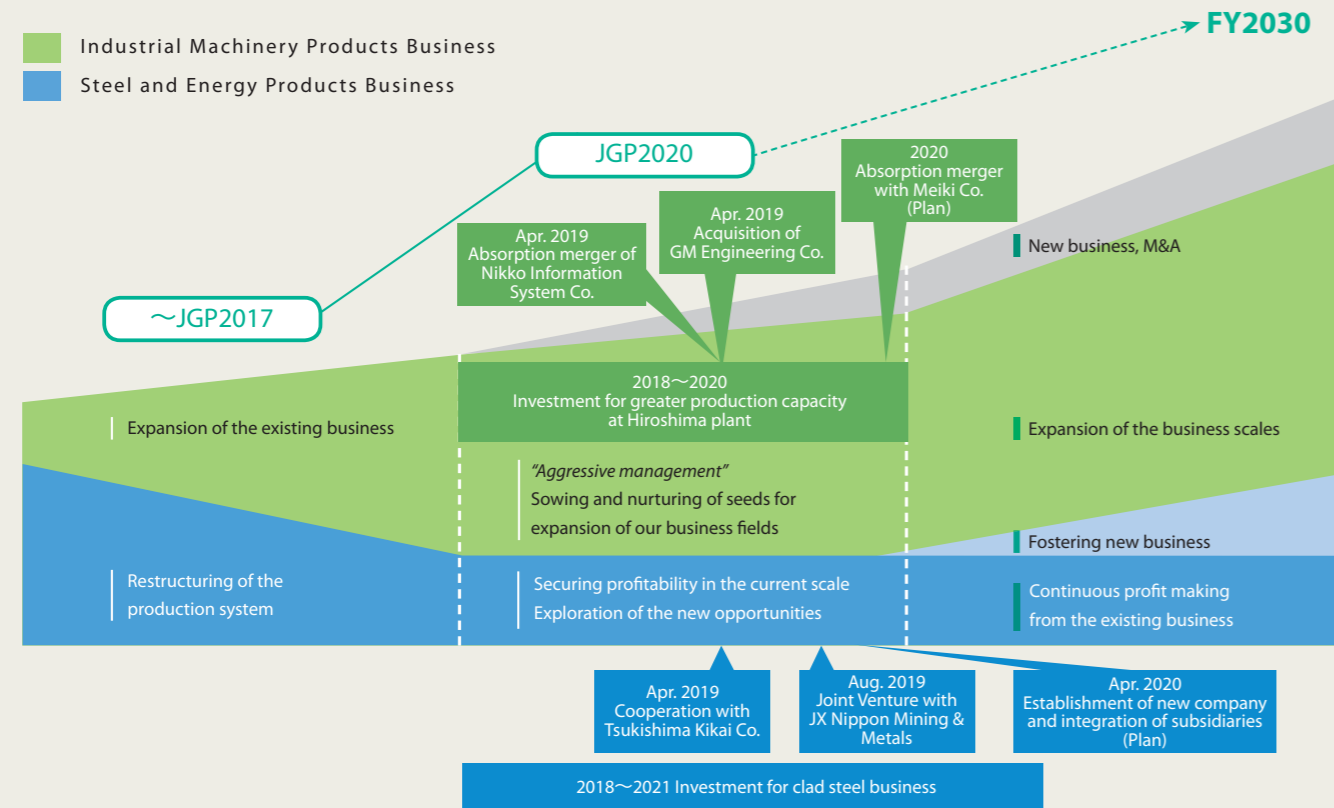 FY2030
Industrial Machinery Products Business
Steel and Energy Products Business
JGP2020
2020
Absorption merger
with Meiki Co.
(Plan)
Apr. 2019
Acquisition of
GM Engineering Co.
Apr. 2019
Absorption merger of
Nikko Information
System Co.
New business, M&A
〜JGP2017
2018〜2020
Investment for greater production capacity
at Hiroshima plant
Expansion of the existing business
Expansion of the business scales
"Aggressive management"
Sowing and nurturing of seeds for
expansion of our business fields
Fostering new business
Restructuring of the
production system
Securing profitability in the current scale
Exploration of the new opportunities
Continuous profit making
from the existing business
Apr. 2019
Cooperation with
Tsukishima Kikai Co.
Aug. 2019
Joint Venture with
JX Nippon Mining &
Metals
Apr. 2020
Establishment of new company
and integration of subsidiaries
(Plan)
2018〜2021 Investment for clad steel business